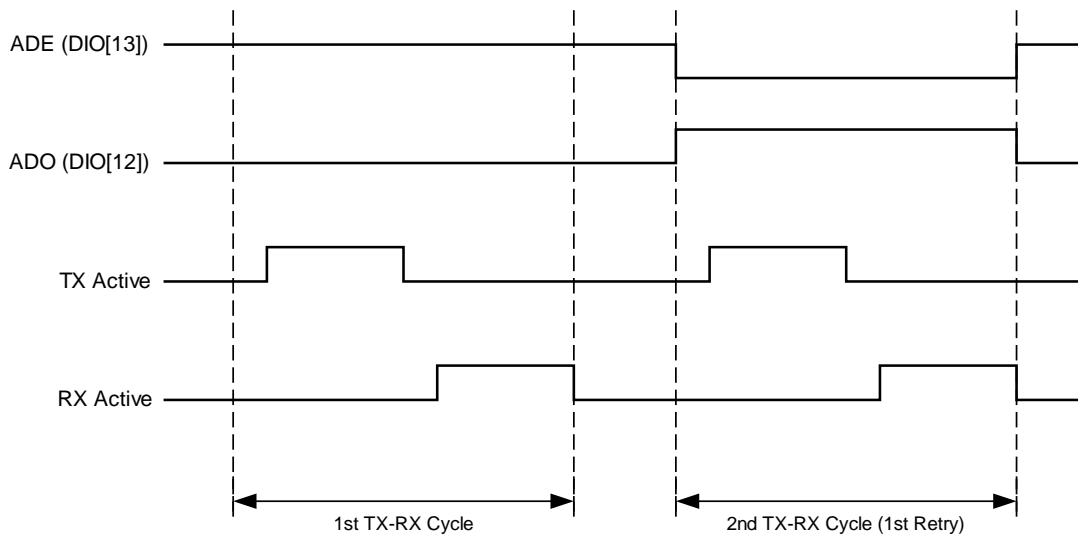 ADE (DIO[13])
ADO (DIO[12])
TX Active
RX Active
1st TX-RX Cycle
2nd TX-RX Cycle (1st Retry)